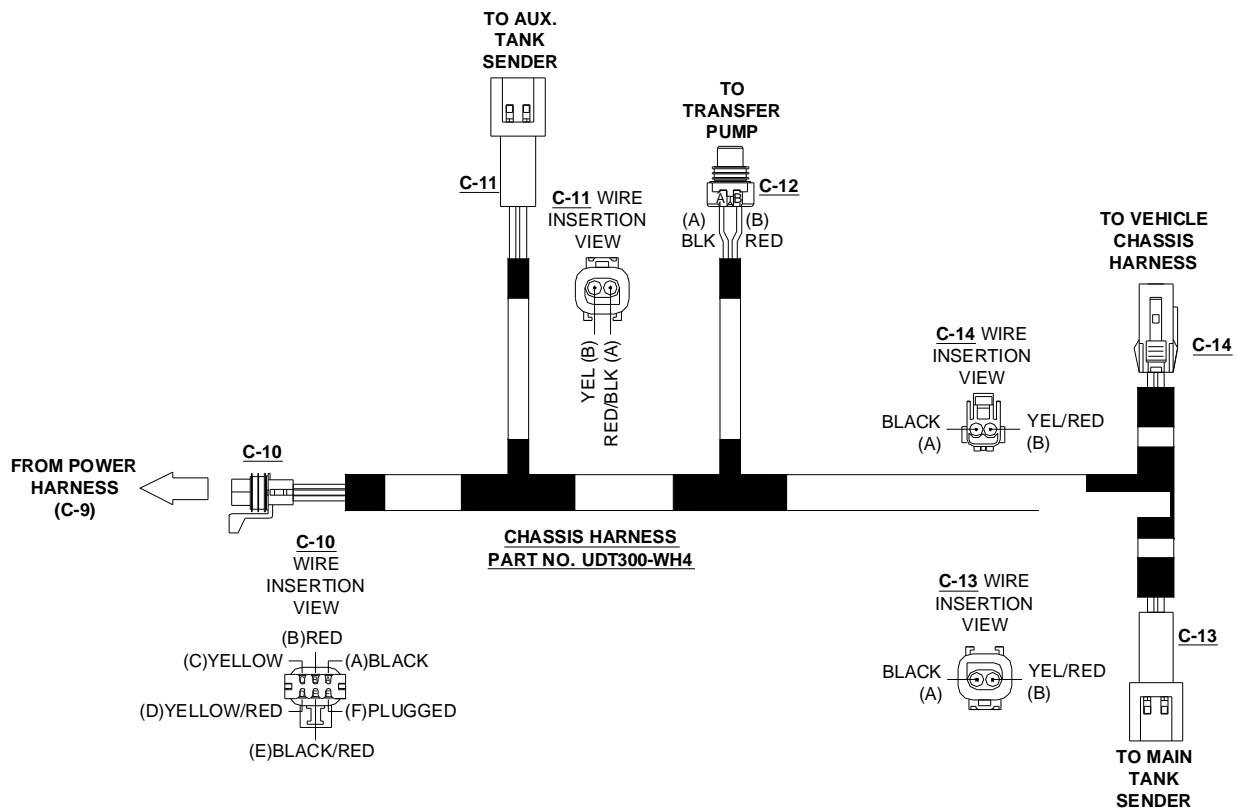 TO AUX.
TANK
SENDER
C-11
C-11 WIRE
INSERTION
VIEW
YEL (B)
RED/BLK (A)
TO
TRANSFER
PUMP
C-12
A B
(A)
BLK
(B)
RED
TO VEHICLE
CHASSIS
HARNESS
C-14
C-14 WIRE
INSERTION
VIEW
BLACK
(A)
YEL/RED
(B)
FROM POWER
HARNESS
(C-9)
C-10
CHASSIS HARNESS
PART NO. UDT300-WH4
C-10
WIRE
INSERTION
VIEW
(B)RED
(C)YELLOW
(A)BLACK
(D)YELLOW/RED
(F)PLUGGED
(E)BLACK/RED
C-13 WIRE
INSERTION
VIEW
BLACK
(A)
YEL/RED
(B)
C-13
TO MAIN
TANK
SENDER